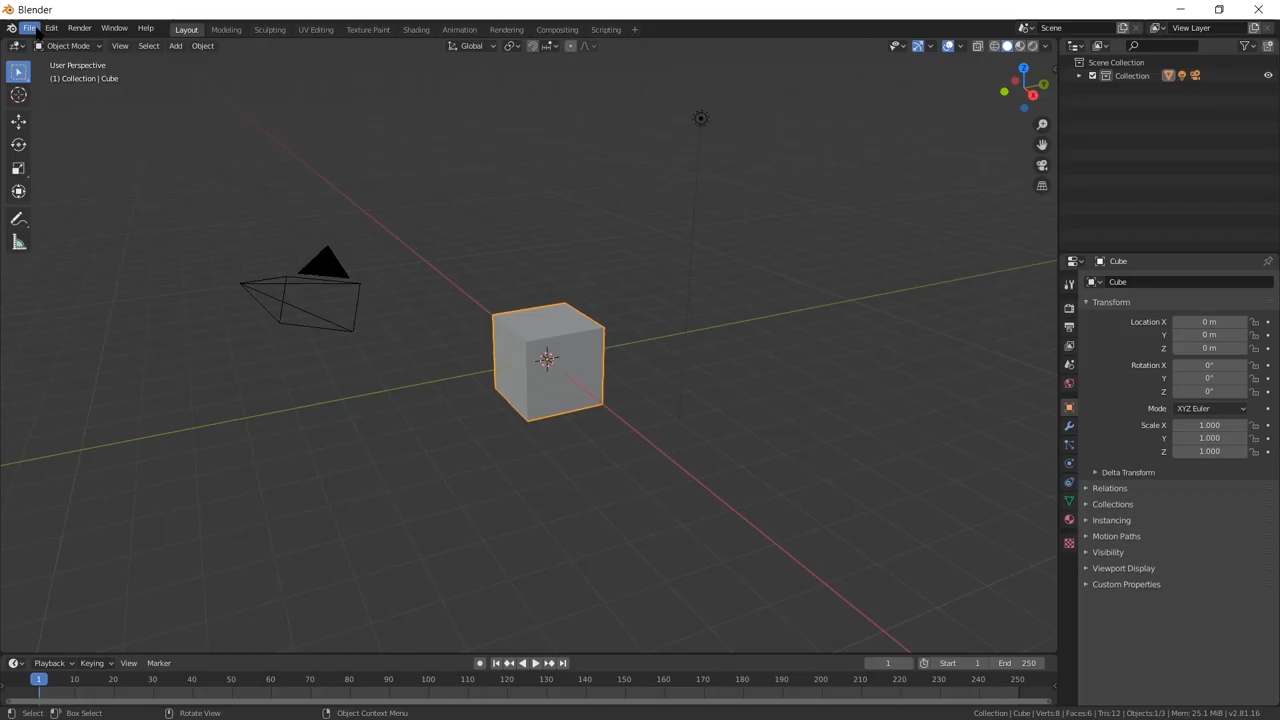 Blender
File Edit Render Window Help Layout Modeling Sculpting UV Editing Texture Paint Shading Animation Rendering Compositing Scripting + Scene View Layer
Object Mode View Select Add Object Global
User Perspective
(1) Collection | Cube
Z
Y
X
Scene Collection
Collection
Cube
Cube
Transform
Location X 0 m
Y 0 m
Z 0 m
Rotation X 0°
Y 0°
Z 0°
Mode XYZ Euler
Scale X 1.000
Y 1.000
Z 1.000
Delta Transform
Relations
Collections
Instancing
Motion Paths
Visibility
Viewport Display
Custom Properties
Playback Keying View Marker 1 Start 1 End 250
1 10 20 30 40 50 60 70 80 90 100 110 120 130 140 150 160 170 180 190 200 210 220 230 240 250
Select Box Select Rotate View Object Context Menu Collection | Cube | Verts:8 | Faces:6 | Tris:12 | Objects:1/3 | Mem: 25.1 MiB | v2.81.16